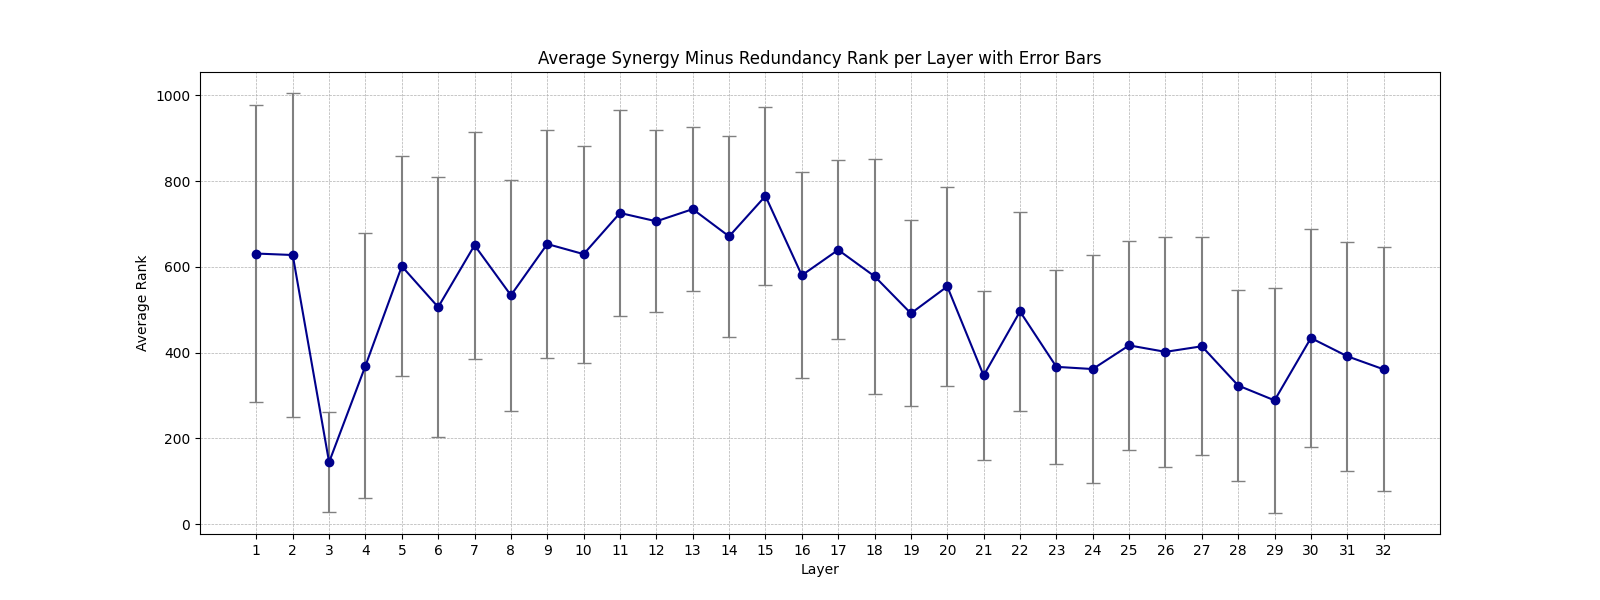 Average Synergy Minus Redundancy Rank per Layer with Error Bars
1000
800
600
400
200
0
Average Rank
1 2 3 4 5 6 7 8 9 10 11 12 13 14 15 16 17 18 19 20 21 22 23 24 25 26 27 28 29 30 31 32
Layer